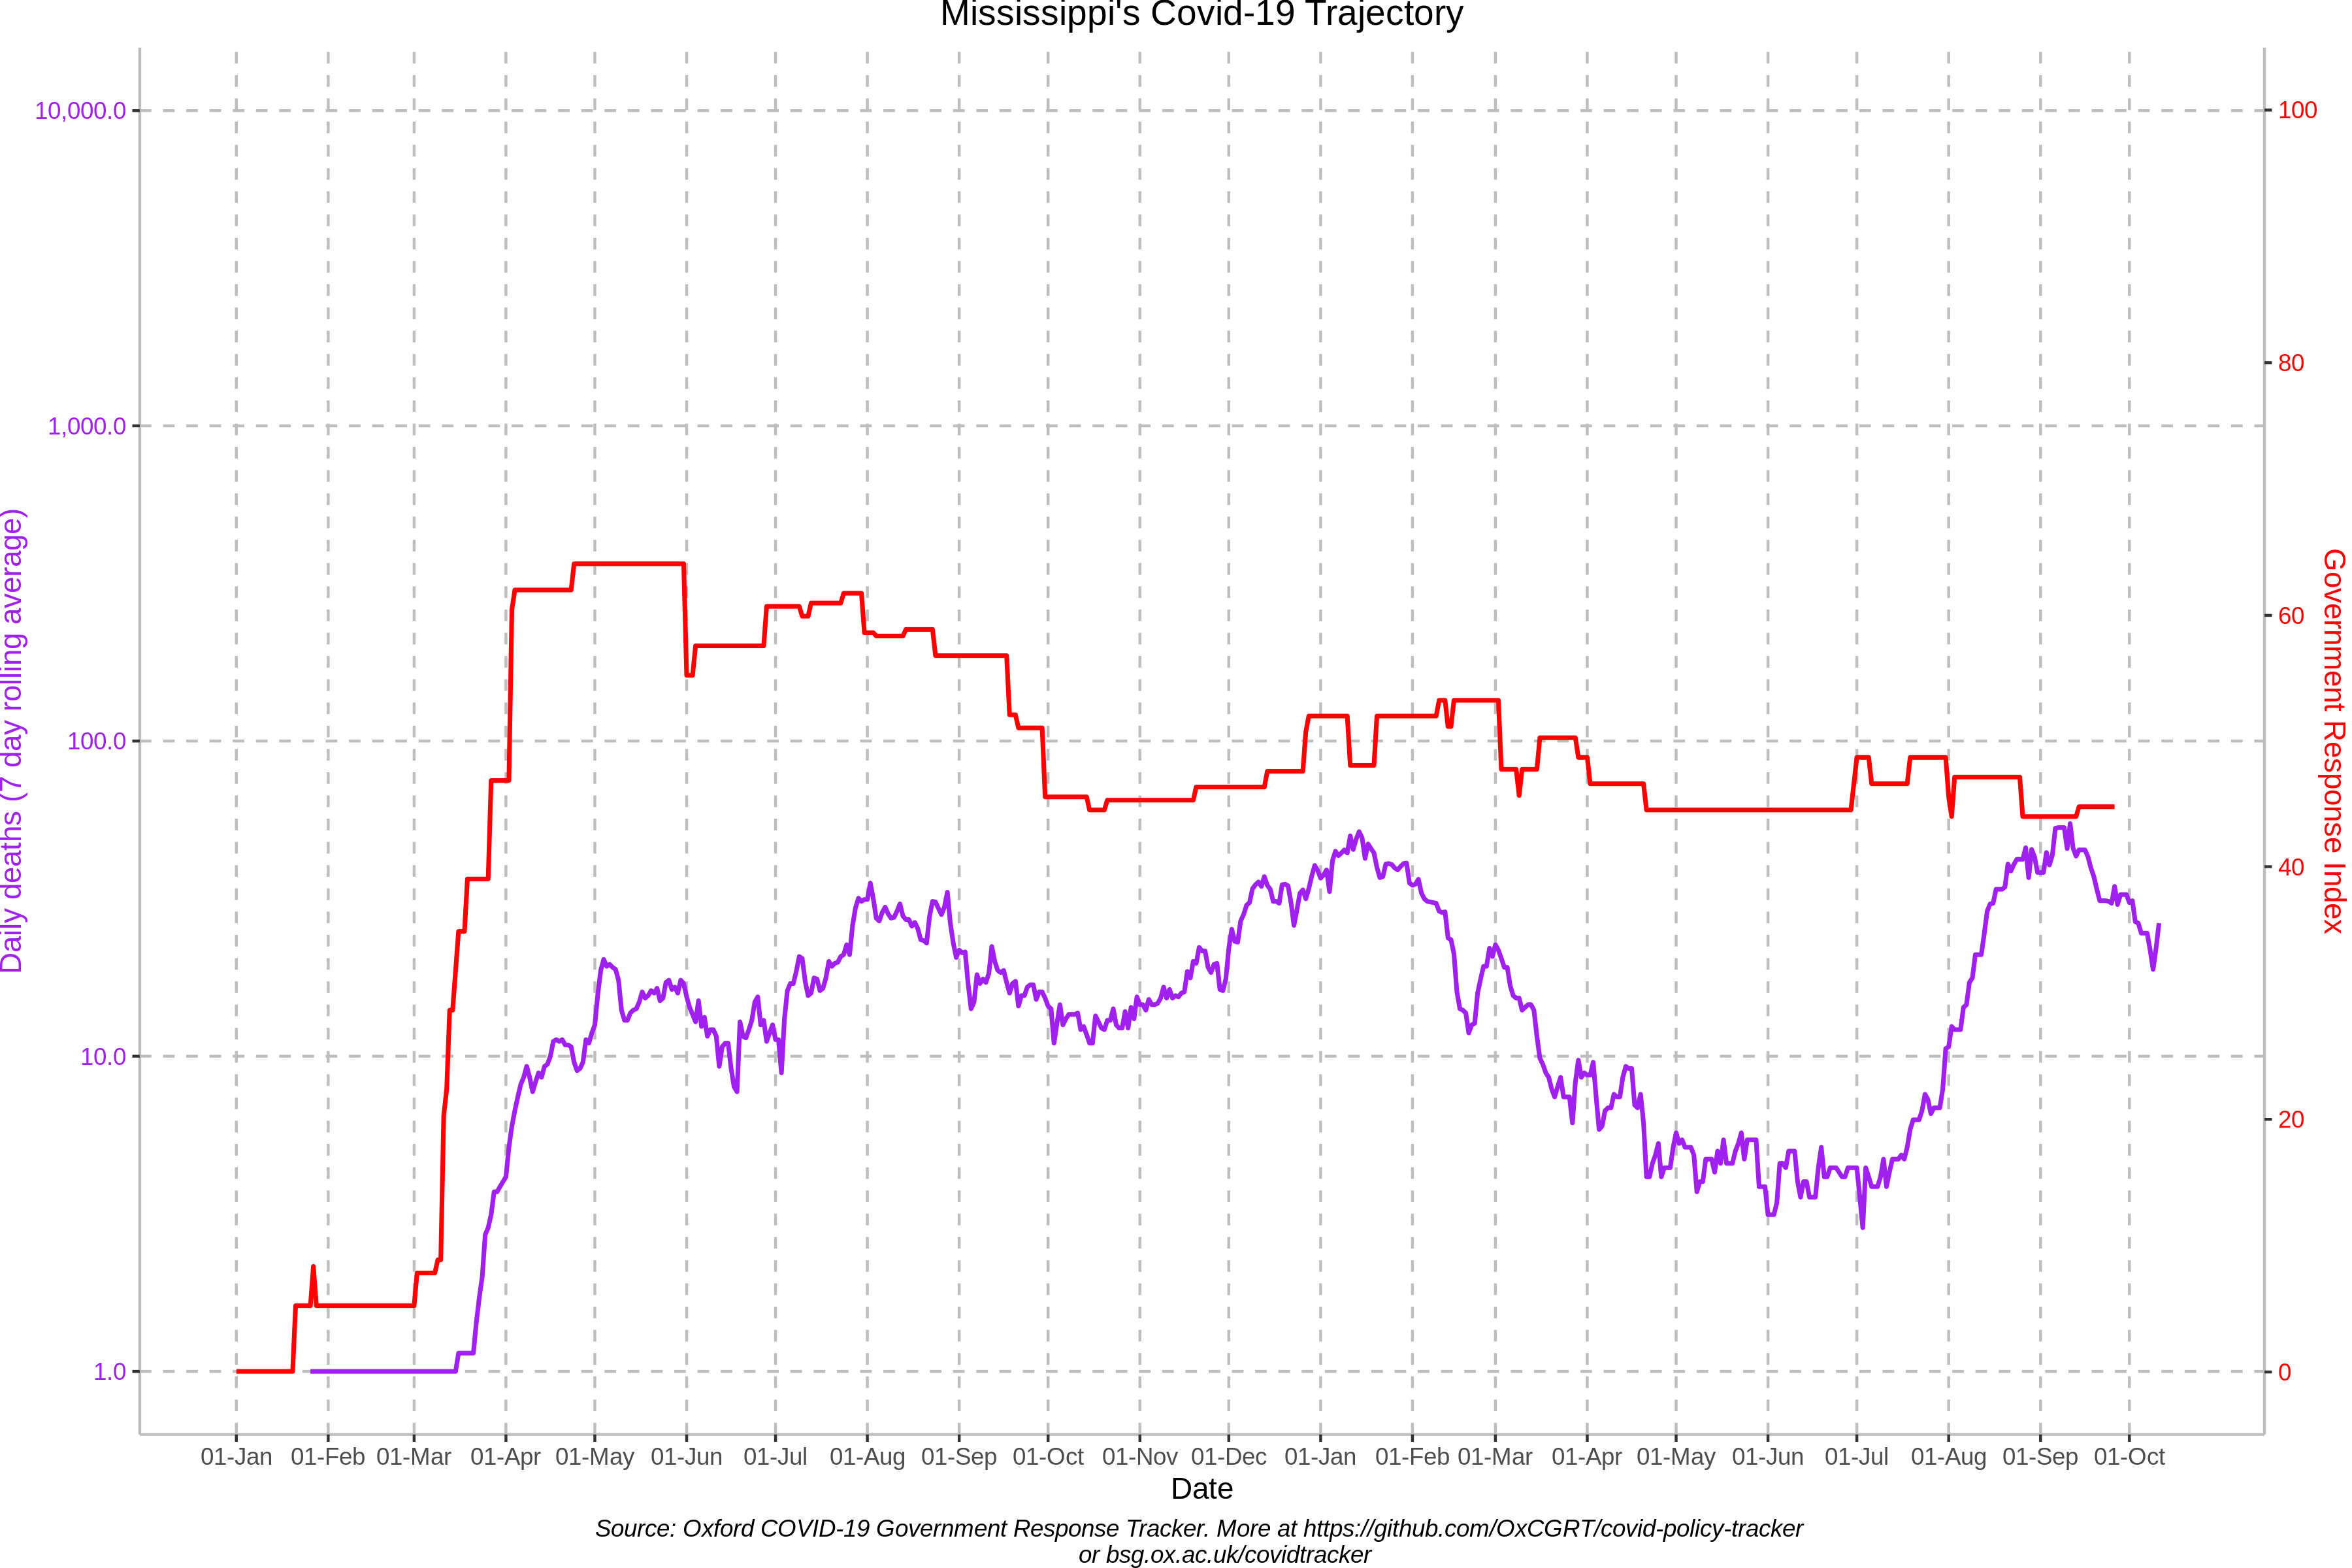 Mississippi's Covid-19 Trajectory
10,000.0
1,000.0
100.0
10.0
1.0
Daily deaths (7 day rolling average)
100
80
60
40
20
0
Government Response Index
01-Jan 01-Feb 01-Mar 01-Apr 01-May 01-Jun 01-Jul 01-Aug 01-Sep 01-Oct 01-Nov 01-Dec 01-Jan 01-Feb 01-Mar 01-Apr 01-May 01-Jun 01-Jul 01-Aug 01-Sep 01-Oct
Date
Source: Oxford COVID-19 Government Response Tracker. More at https://github.com/OxCGRT/covid-policy-tracker
or bsg.ox.ac.uk/covidtracker